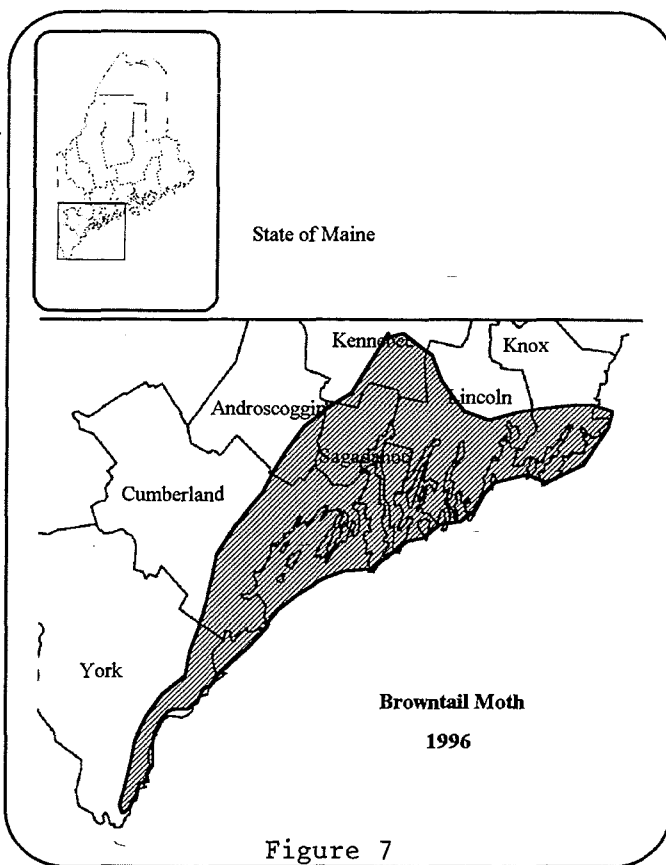 State of Maine
Kennebec
Knox
Lincoln
Androscoggin
Sagadahoc
Cumberland
York
Browntail Moth
1996
Figure 7